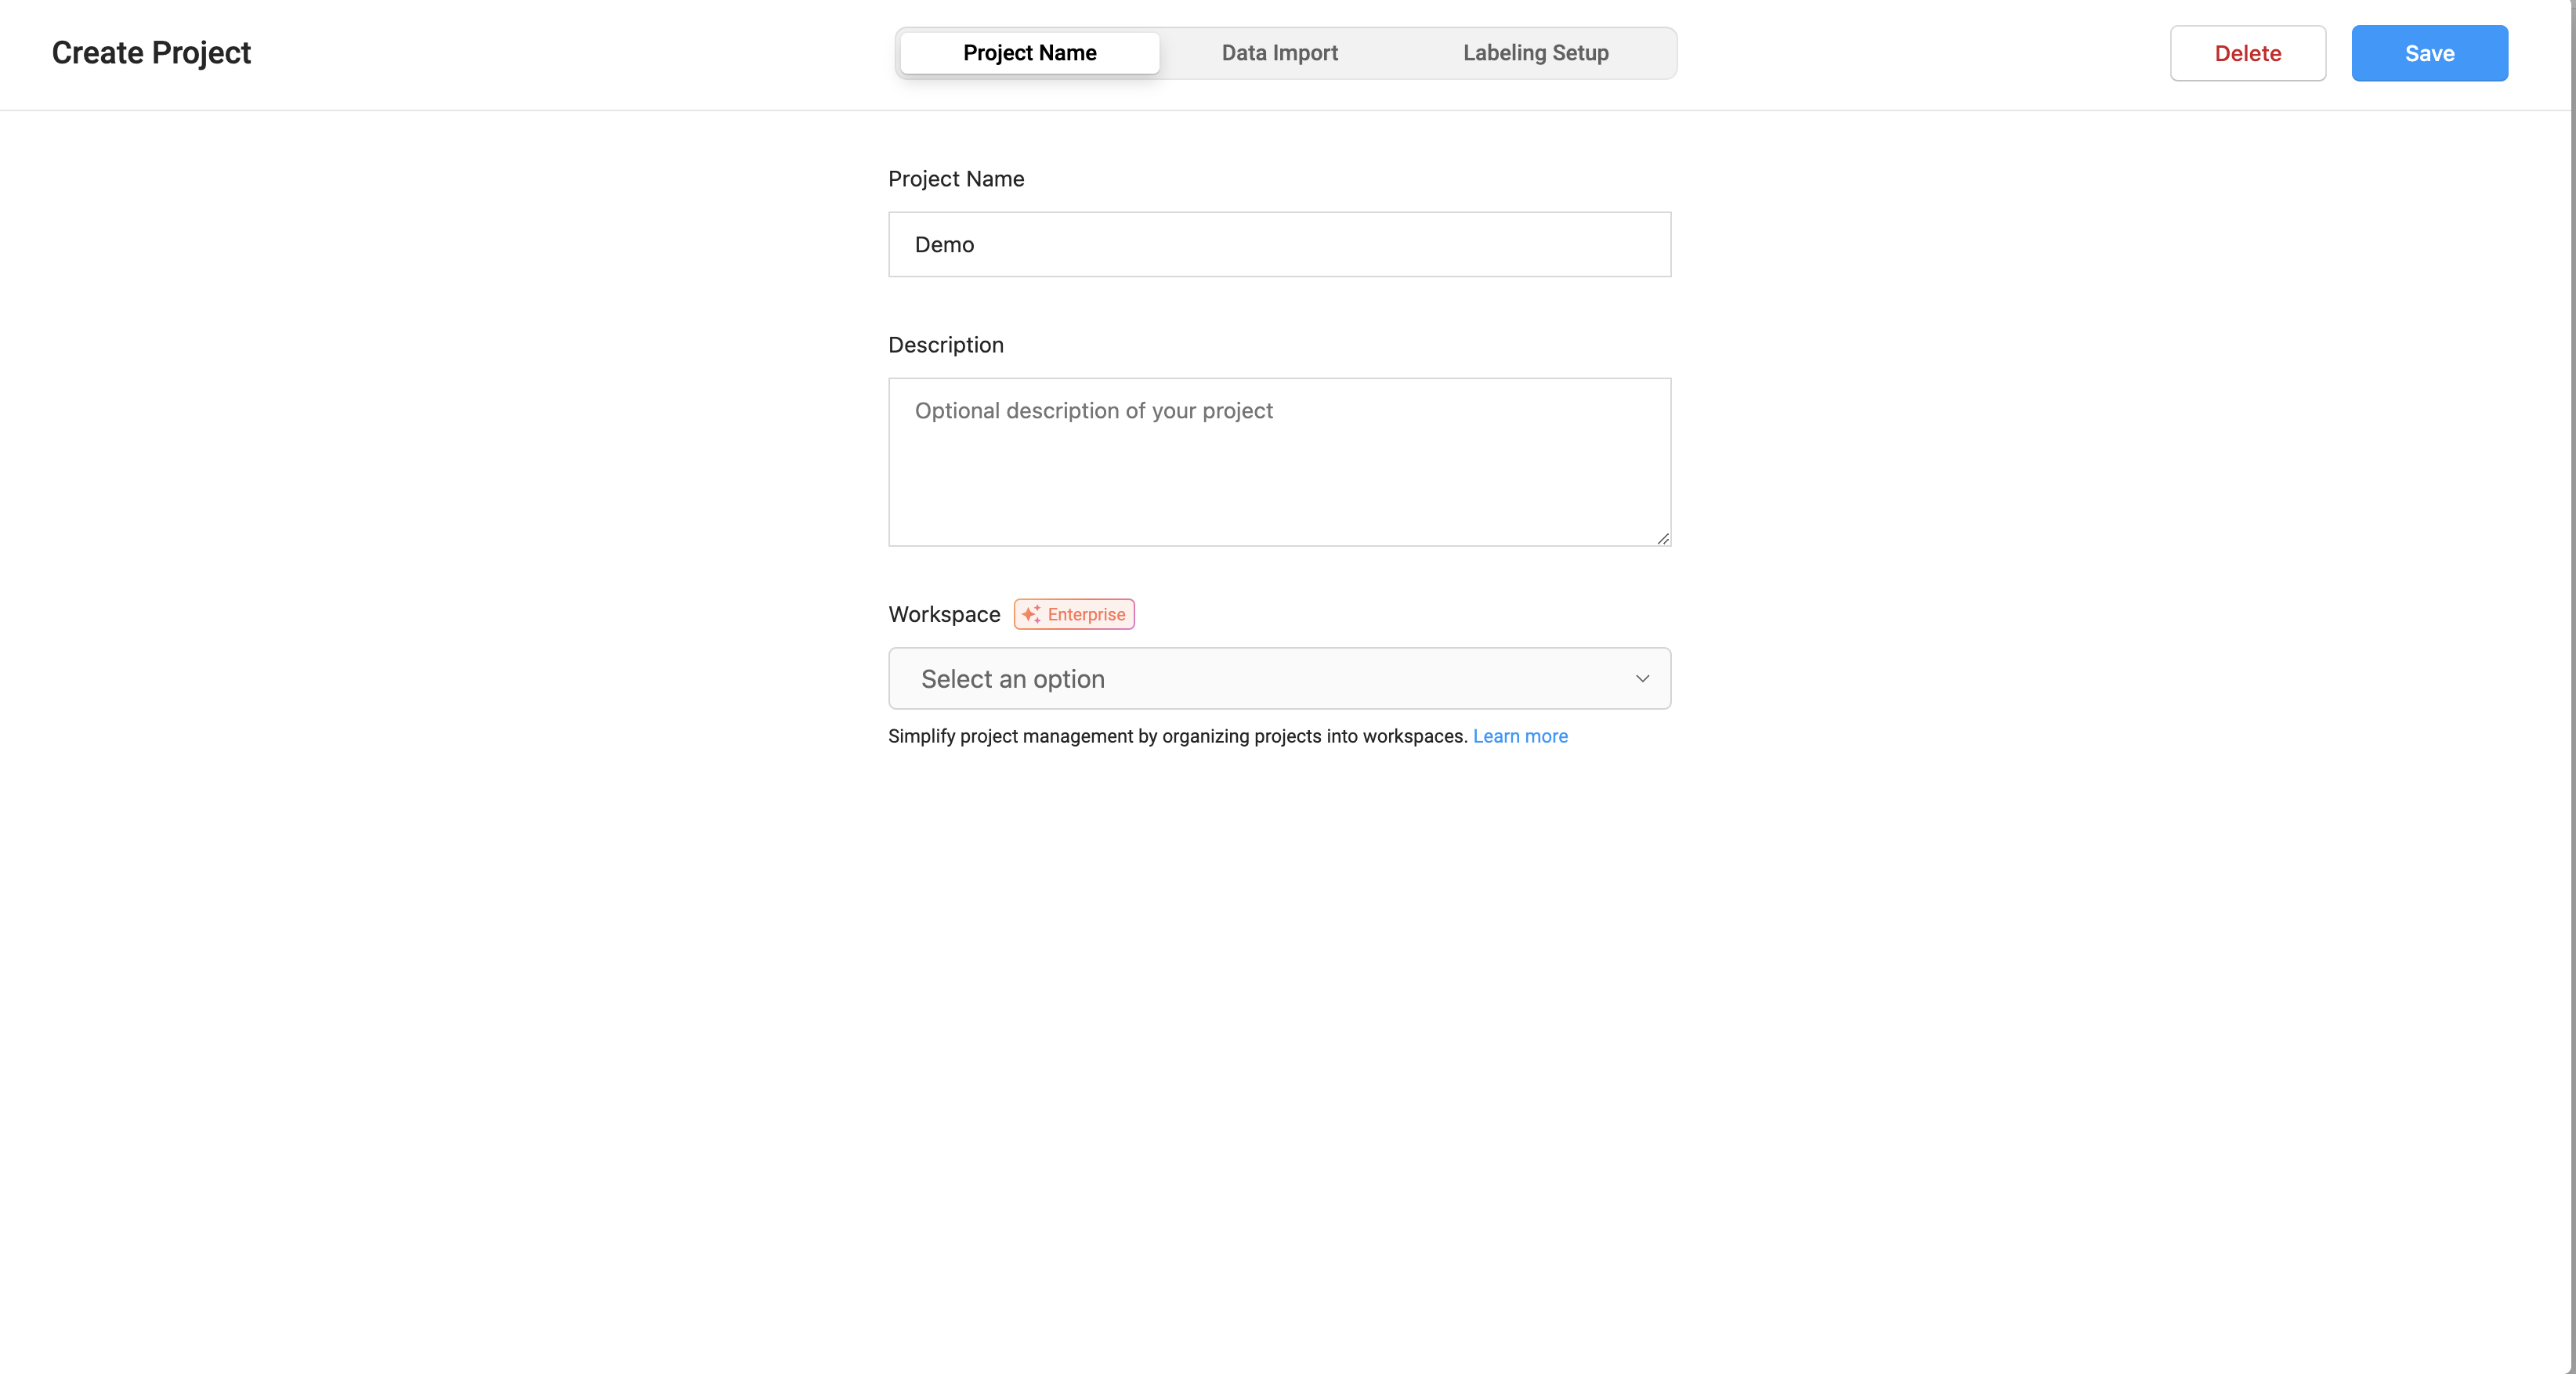 Create Project
Project Name
Data Import
Labeling Setup
Delete
Save
Project Name
Demo
Description
Optional description of your project
Workspace
Enterprise
Select an option
Simplify project management by organizing projects into workspaces. Learn more